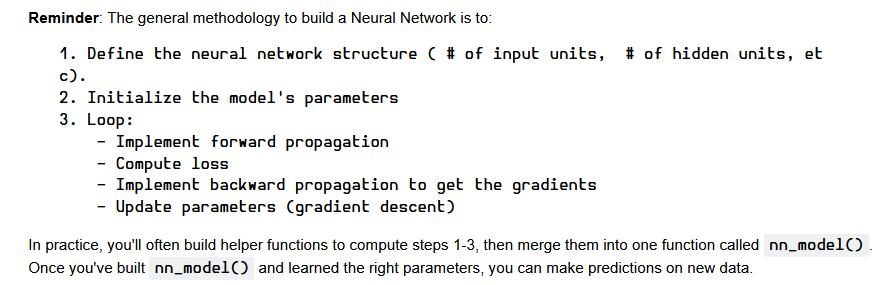 Reminder: The general methodology to build a Neural Network is to:
1. Define the neural network structure ( # of input units,  # of hidden units, et
c).
2. Initialize the model's parameters
3. Loop:
- Implement forward propagation
- Compute loss
- Implement backward propagation to get the gradients
- Update parameters (gradient descent)
In practice, you'll often build helper functions to compute steps 1-3, then merge them into one function called nn_model() .
Once you've built nn_model() and learned the right parameters, you can make predictions on new data.